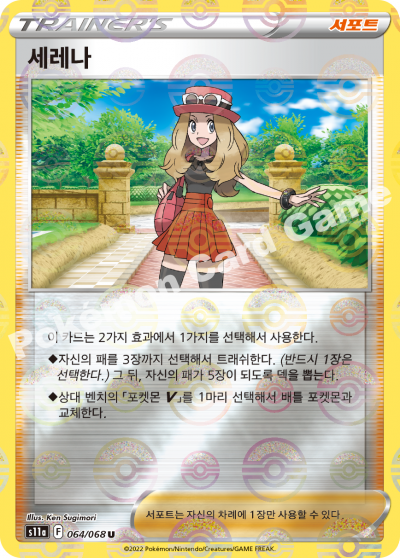 TRAINER'S
서포트
세레나
Pokémon Card Game
이 카드는 2가지 효과에서 1가지를 선택해서 사용한다.
◆자신의 패를 3장까지 선택해서 트래쉬한다. (반드시 1장은
선택한다.) 그 뒤, 자신의 패가 5장이 되도록 덱을 뽑는다.
◆상대 벤치의 「포켓몬 V」를 1마리 선택해서 배틀 포켓몬과
교체한다.
Illus. Ken Sugimori
s11a F 064/068 U
서포트는 자신의 차례에 1장만 사용할 수 있다.
©2022 Pokémon/Nintendo/Creatures/GAME FREAK.